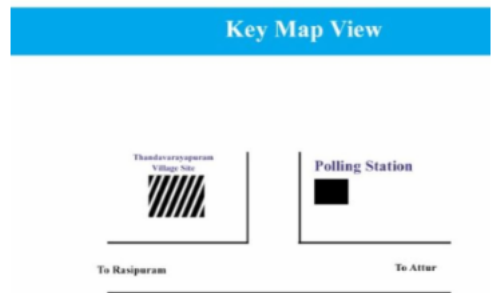 Key Map View
Thandavarayapuram
Village Site
Polling Station
To Rasipuram
To Attur